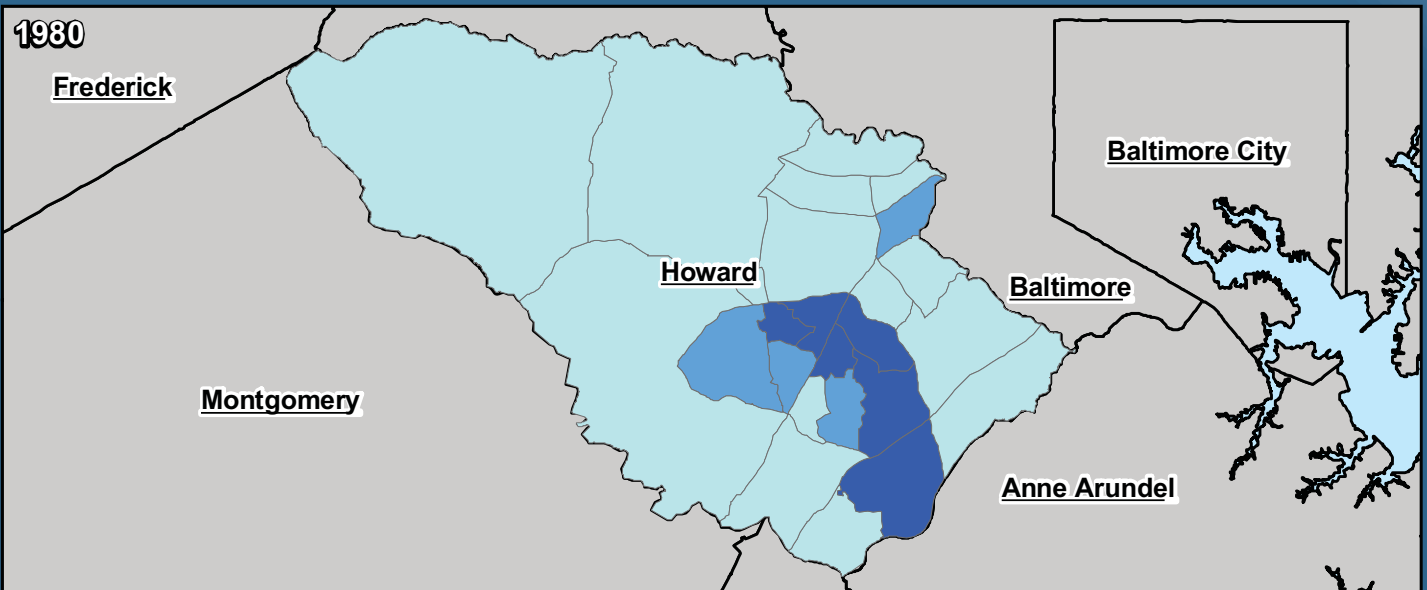 1980
Frederick
Baltimore City
Howard
Baltimore
Montgomery
Anne Arundel